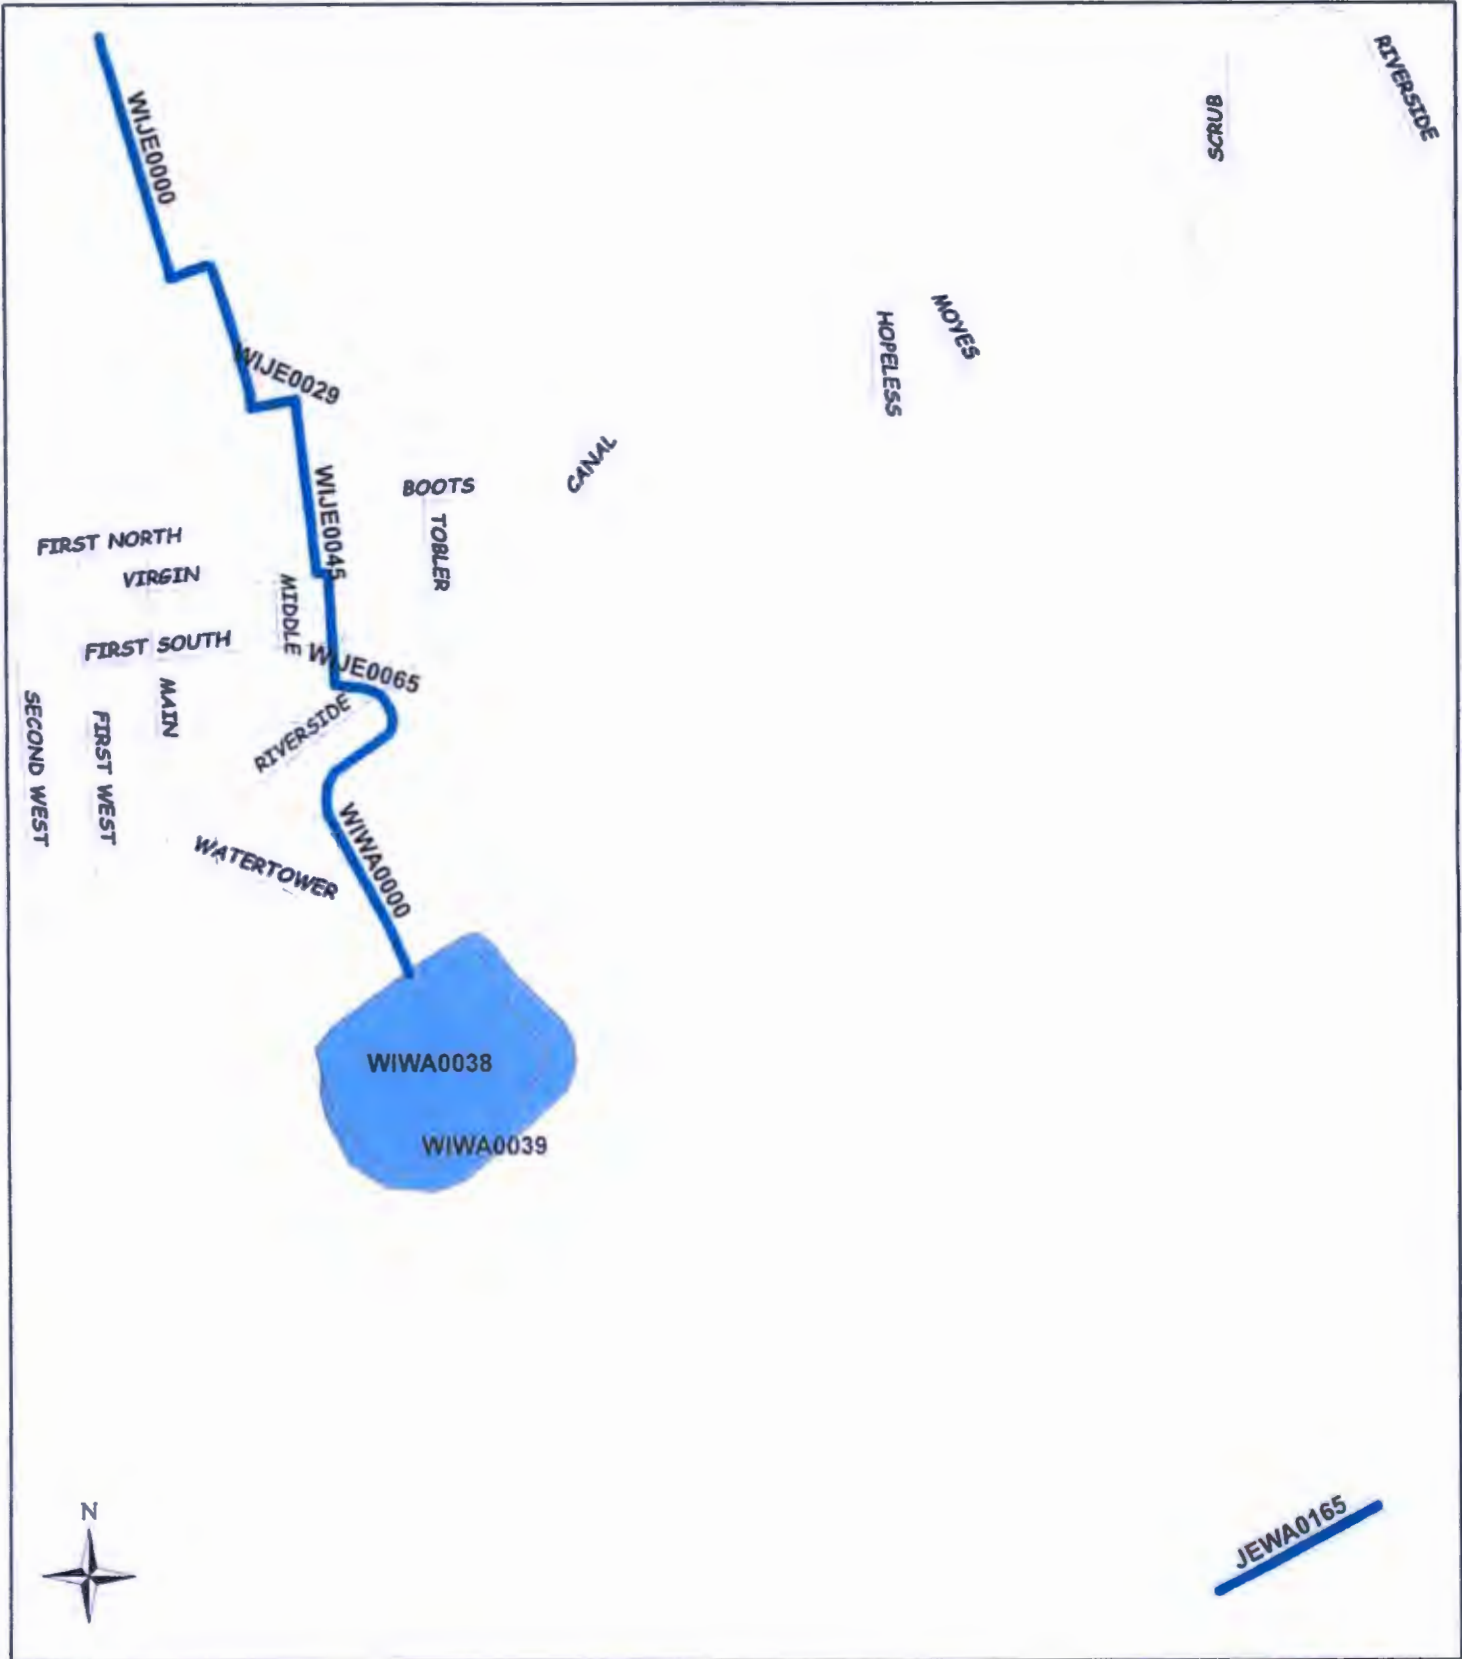 RIVERSIDE
SCRUB
WIJE0000
MOYES
HOPELESS
WIJE0029
CANAL
WIJE0045
BOOTS
TOBLER
FIRST NORTH
VIRGIN
MIDDLE
FIRST SOUTH
WIJE0065
MAIN
SECOND WEST
FIRST WEST
RIVERSIDE
WATERTOWER
WIWA0000
WIWA0038
WIWA0039
N
JEWA0165